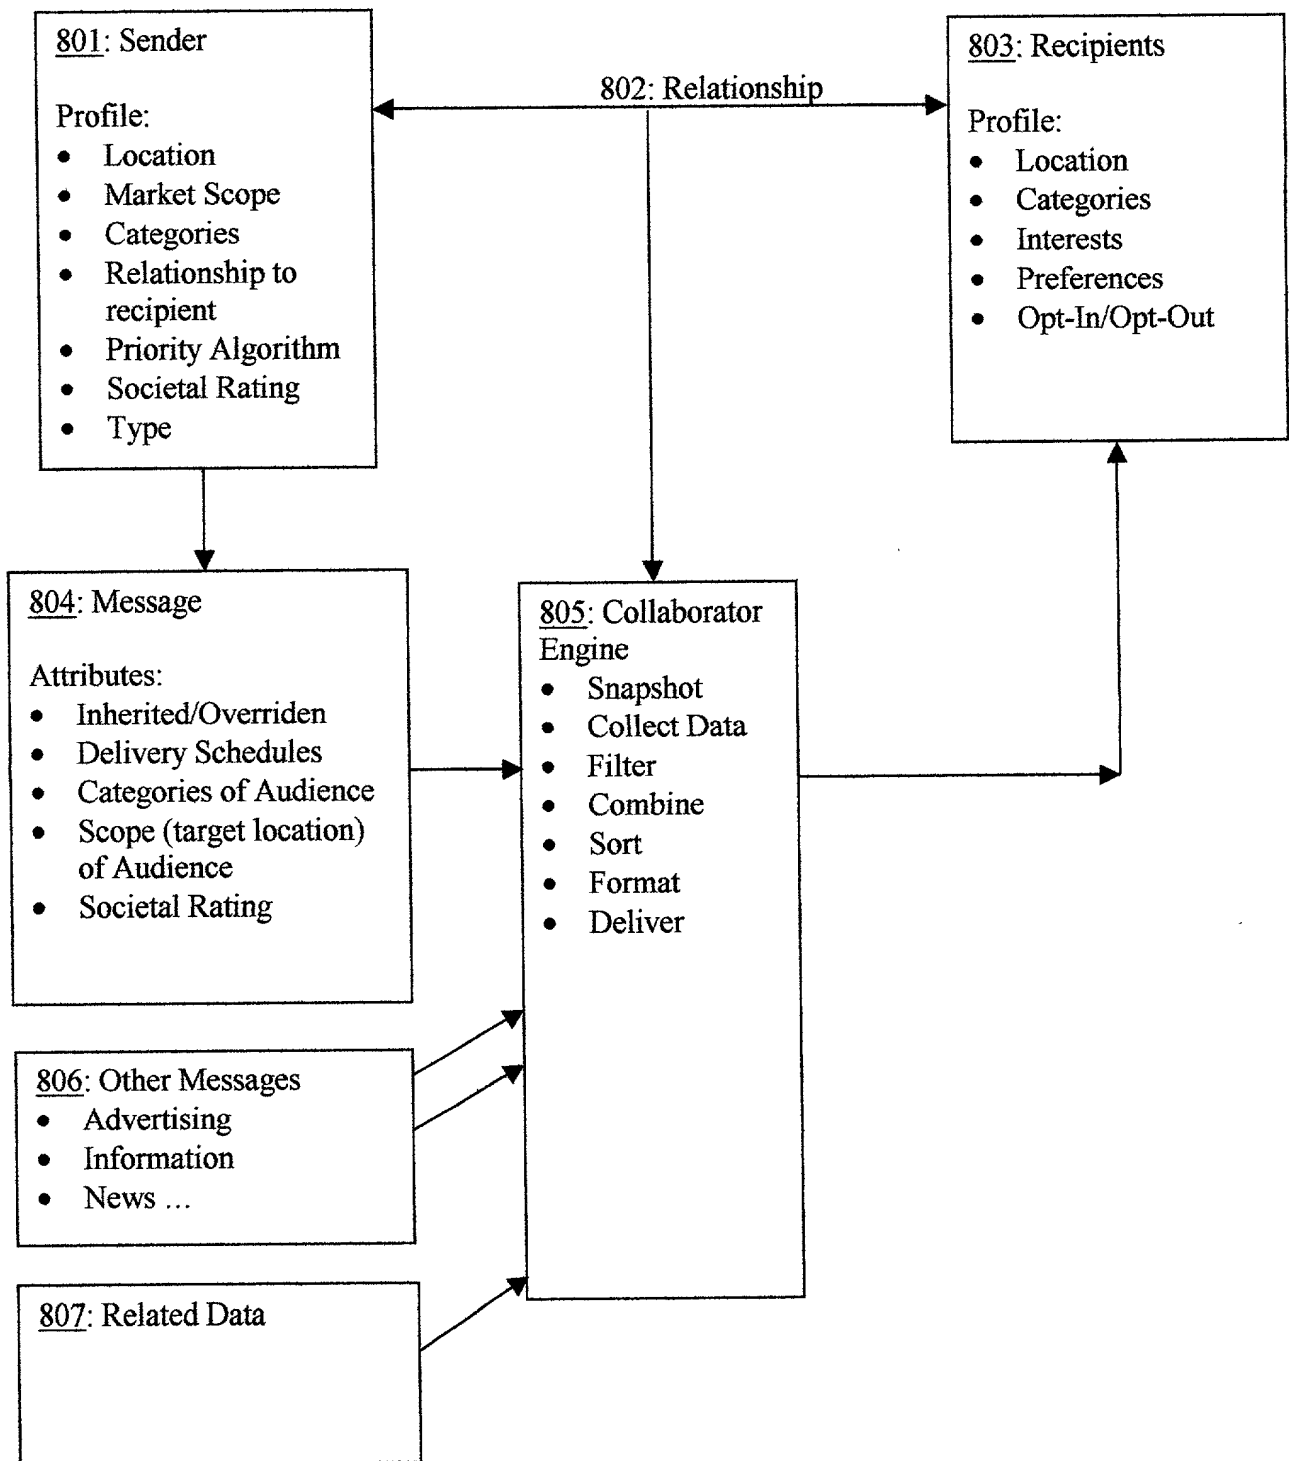 801: Sender
Profile:
• Location
• Market Scope
• Categories
• Relationship to
recipient
• Priority Algorithm
• Societal Rating
• Type
802: Relationship
803: Recipients
Profile:
• Location
• Categories
• Interests
• Preferences
• Opt-In/Opt-Out
804: Message
Attributes:
• Inherited/Overriden
• Delivery Schedules
• Categories of Audience
• Scope (target location)
of Audience
• Societal Rating
805: Collaborator
Engine
• Snapshot
• Collect Data
• Filter
• Combine
• Sort
• Format
• Deliver
806: Other Messages
• Advertising
• Information
• News ...
807: Related Data